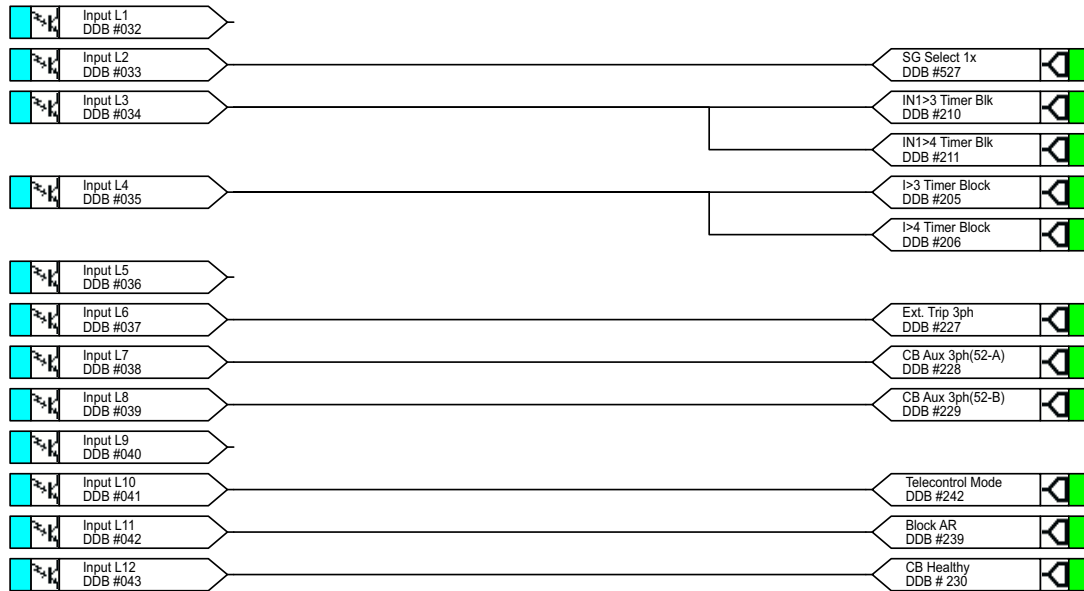 Input L1
DDB #032
Input L2
DDB #033
SG Select 1x
DDB #527
Input L3
DDB #034
IN1>3 Timer Blk
DDB #210
IN1>4 Timer Blk
DDB #211
Input L4
DDB #035
I>3 Timer Block
DDB #205
I>4 Timer Block
DDB #206
Input L5
DDB #036
Input L6
DDB #037
Ext. Trip 3ph
DDB #227
Input L7
DDB #038
CB Aux 3ph(52-A)
DDB #228
Input L8
DDB #039
CB Aux 3ph(52-B)
DDB #229
Input L9
DDB #040
Input L10
DDB #041
Telecontrol Mode
DDB #242
Input L11
DDB #042
Block AR
DDB #239
Input L12
DDB #043
CB Healthy
DDB # 230